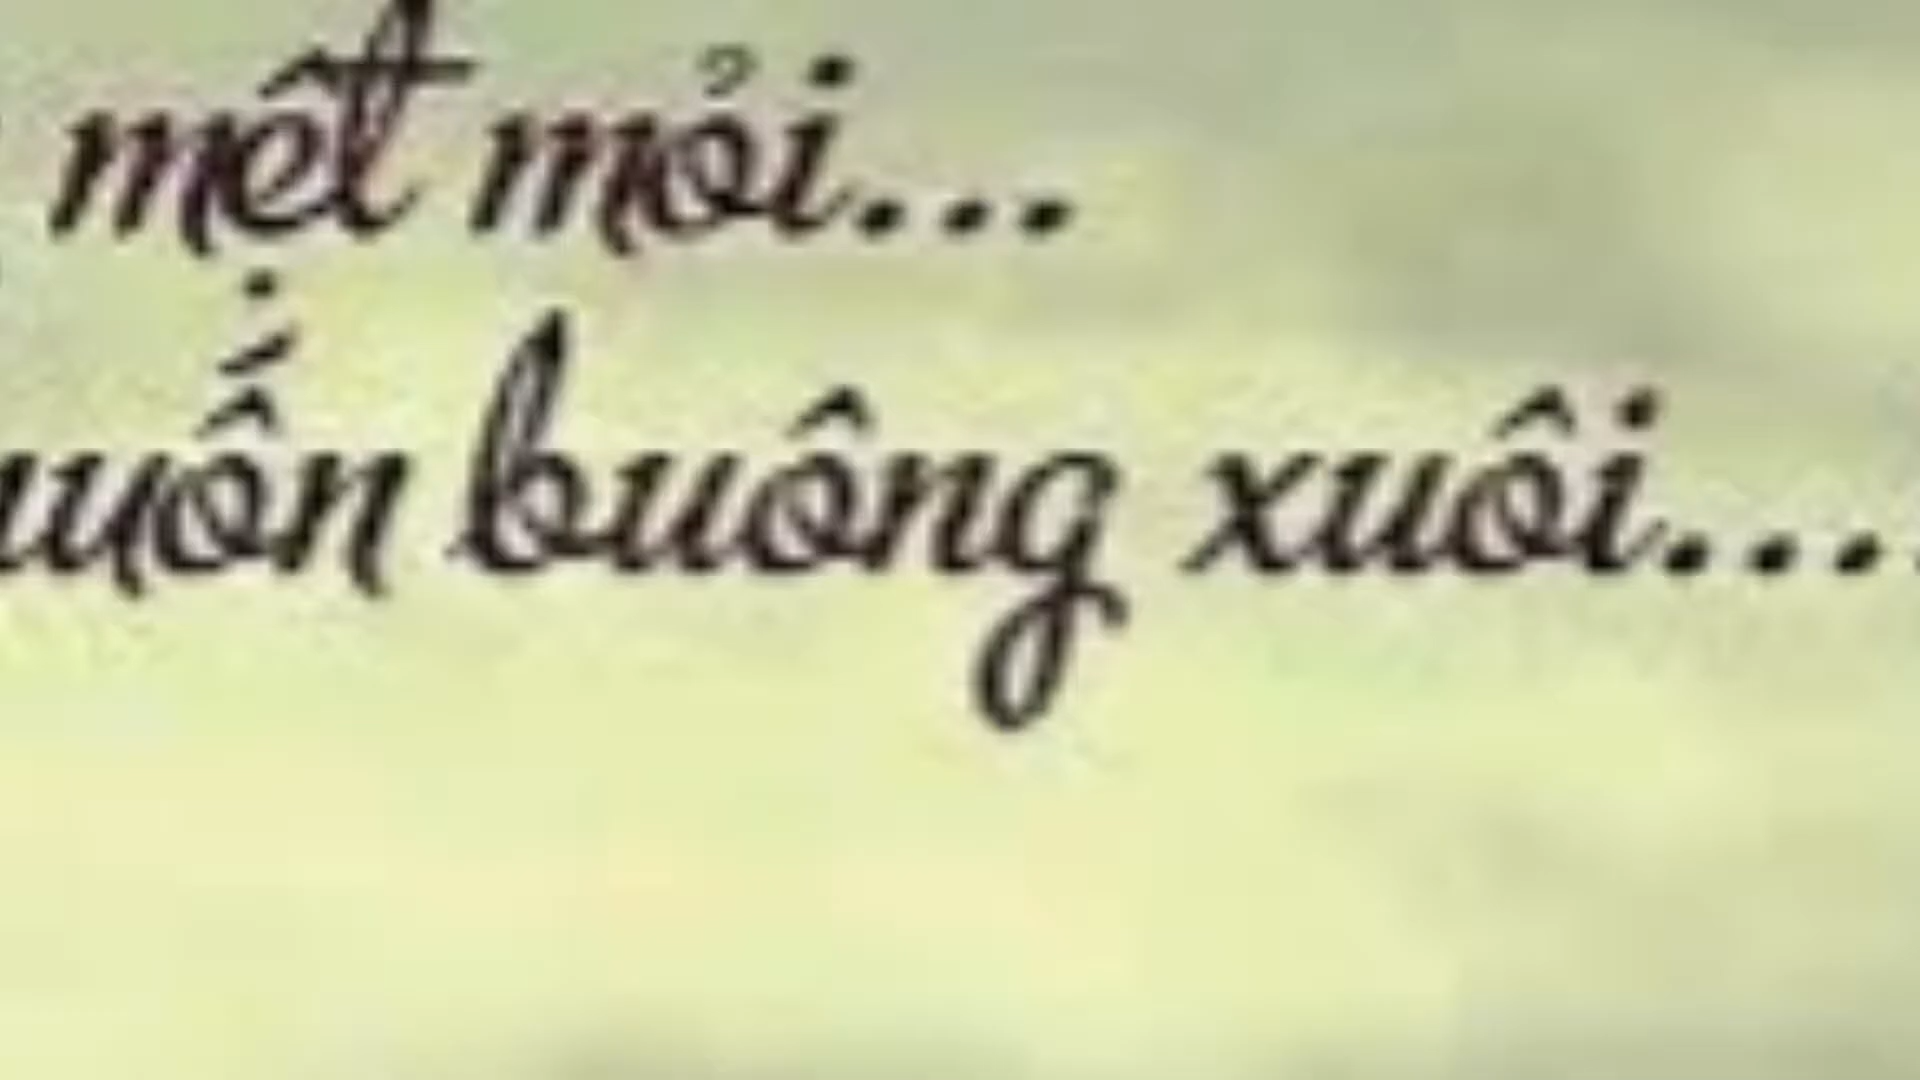 mệt mỏi...
uốn buông xuôi....